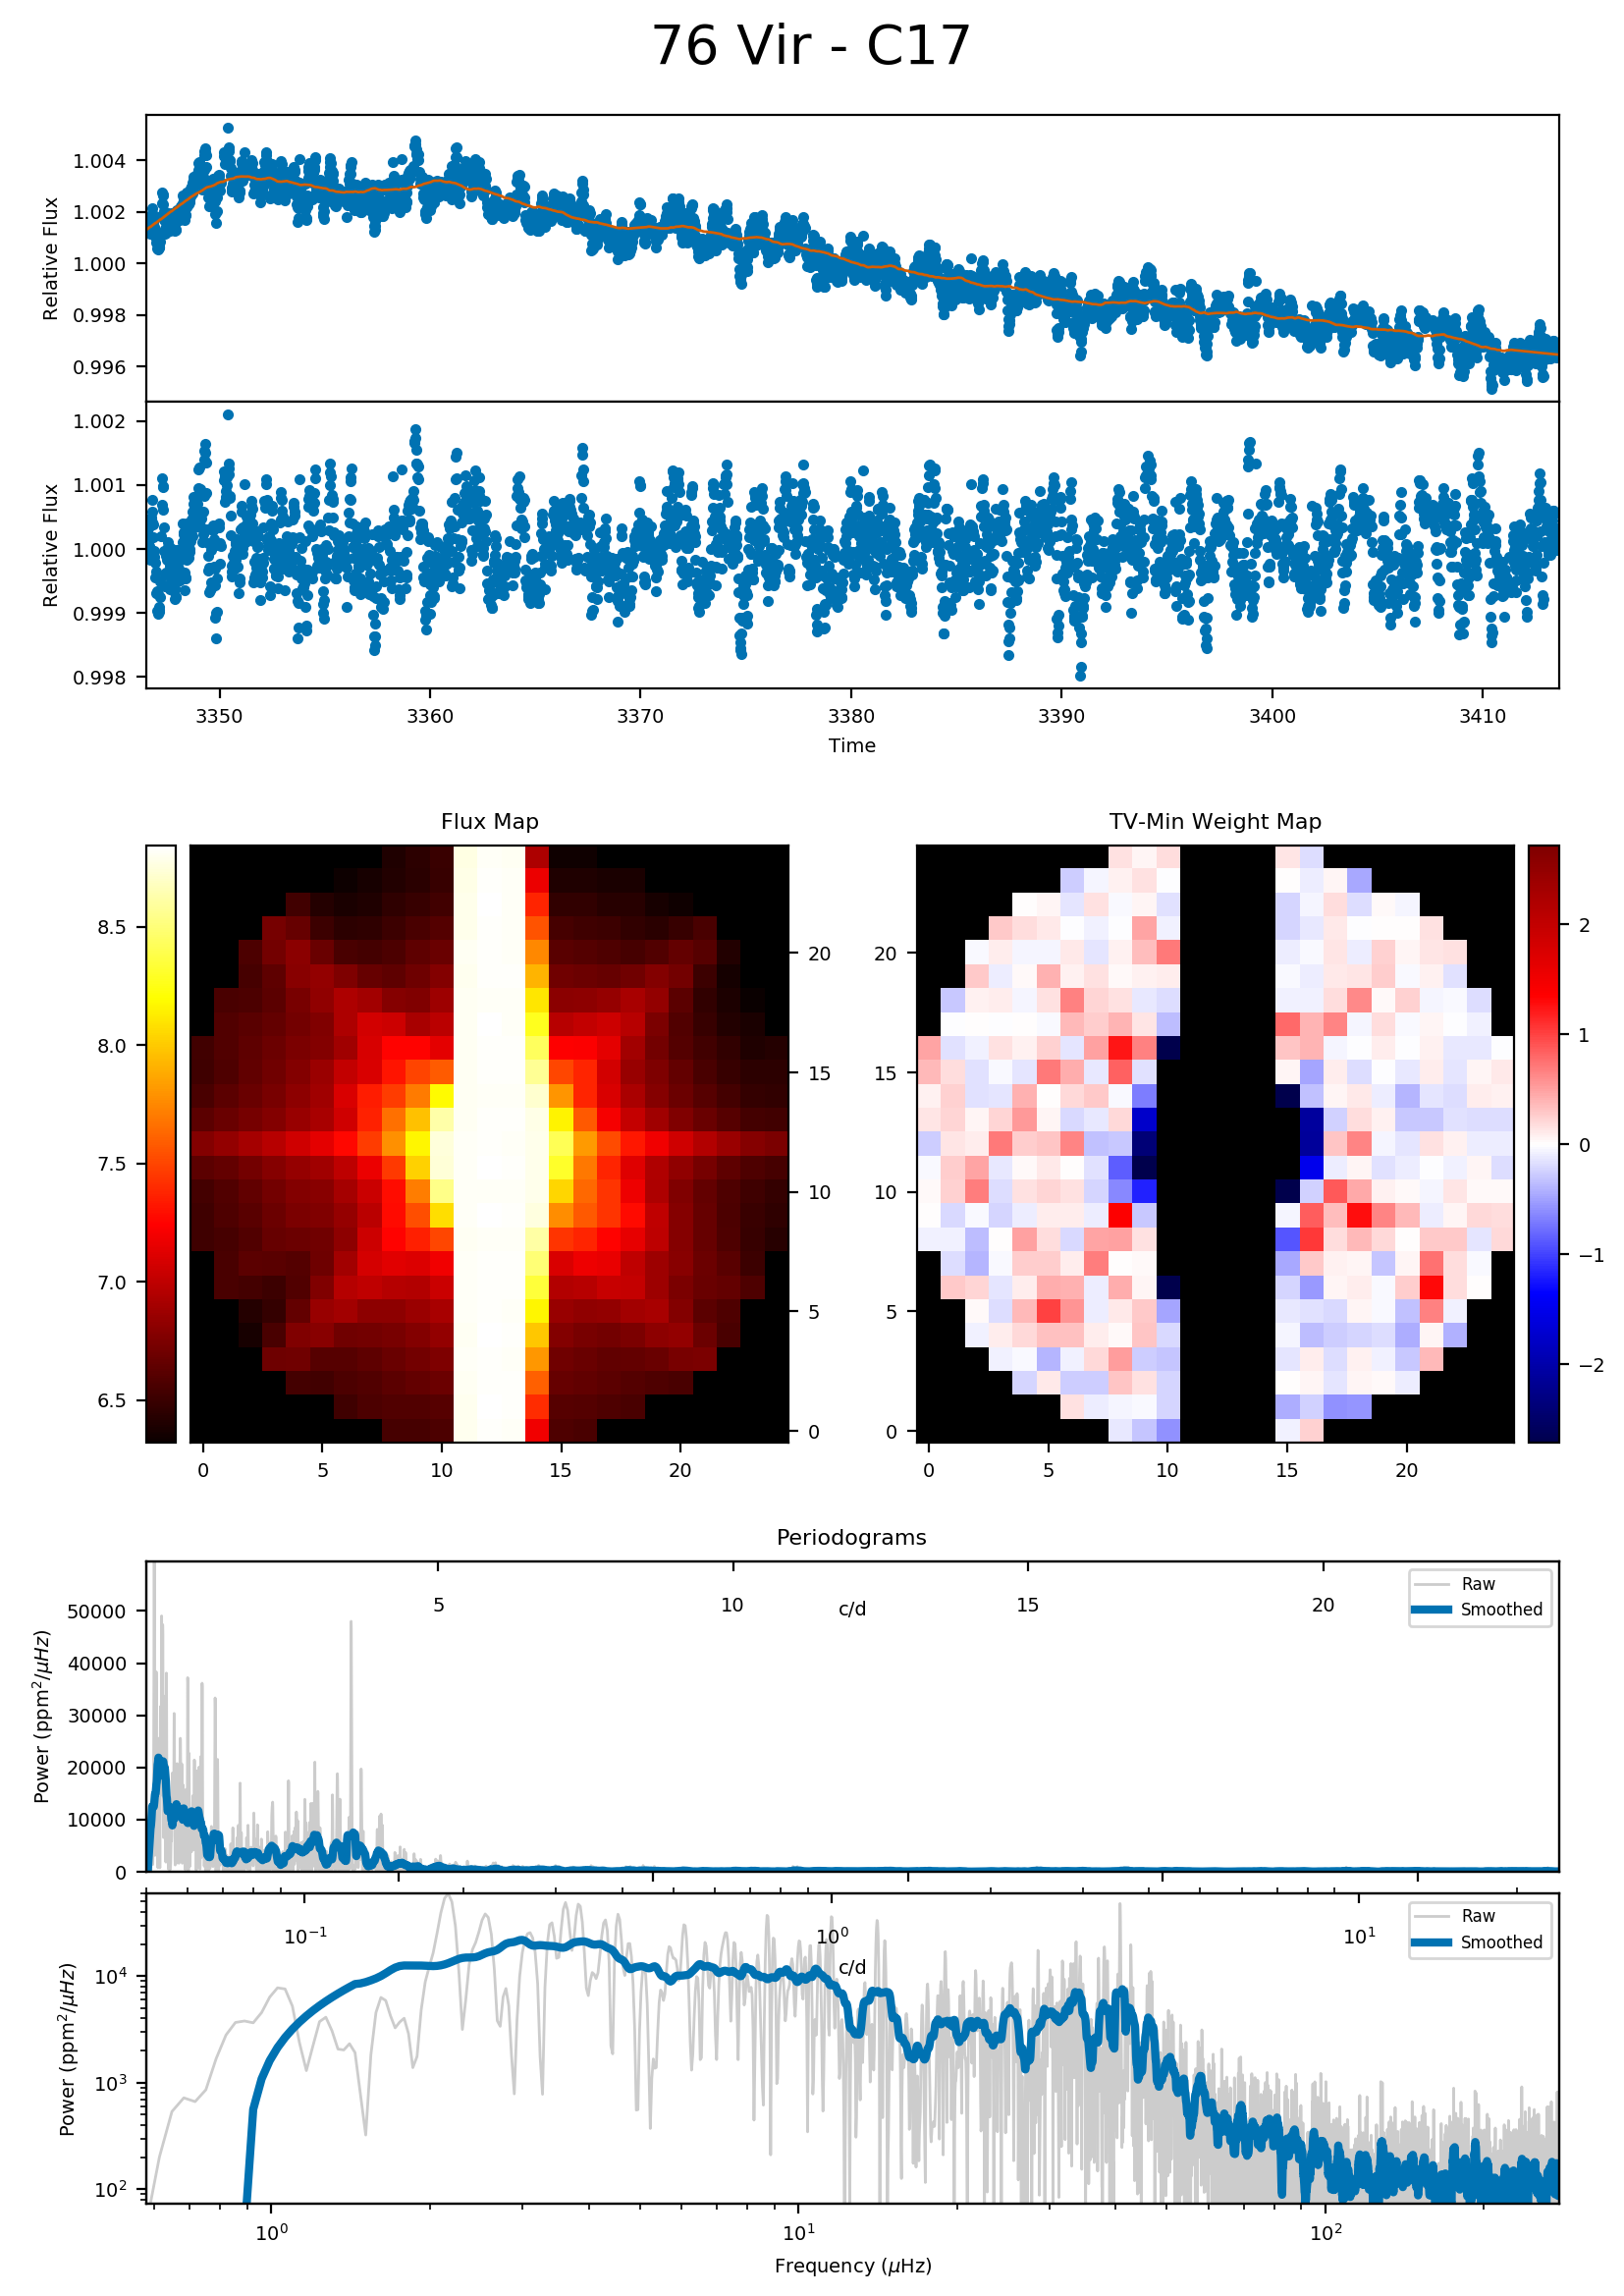 76 Vir - C17
1.004
1.002
1.000
0.998
0.996
Relative Flux
1.002
1.001
1.000
0.999
0.998
Relative Flux
3350 3360 3370 3380 3390 3400 3410
Time
Flux Map
8.5
8.0
7.5
7.0
6.5
20
15
10
5
0
0 5 10 15 20
TV-Min Weight Map
20
15
10
5
0
0 5 10 15 20
2
1
0
−1
−2
Periodograms
Raw
Smoothed
5 10 15 20
c/d
50000
40000
30000
20000
10000
0
Power (ppm²/μHz)
Raw
Smoothed
10⁻¹ 10⁰ 10¹
c/d
10⁴
10³
10²
Power (ppm²/μHz)
10⁰ 10¹ 10²
Frequency (μHz)